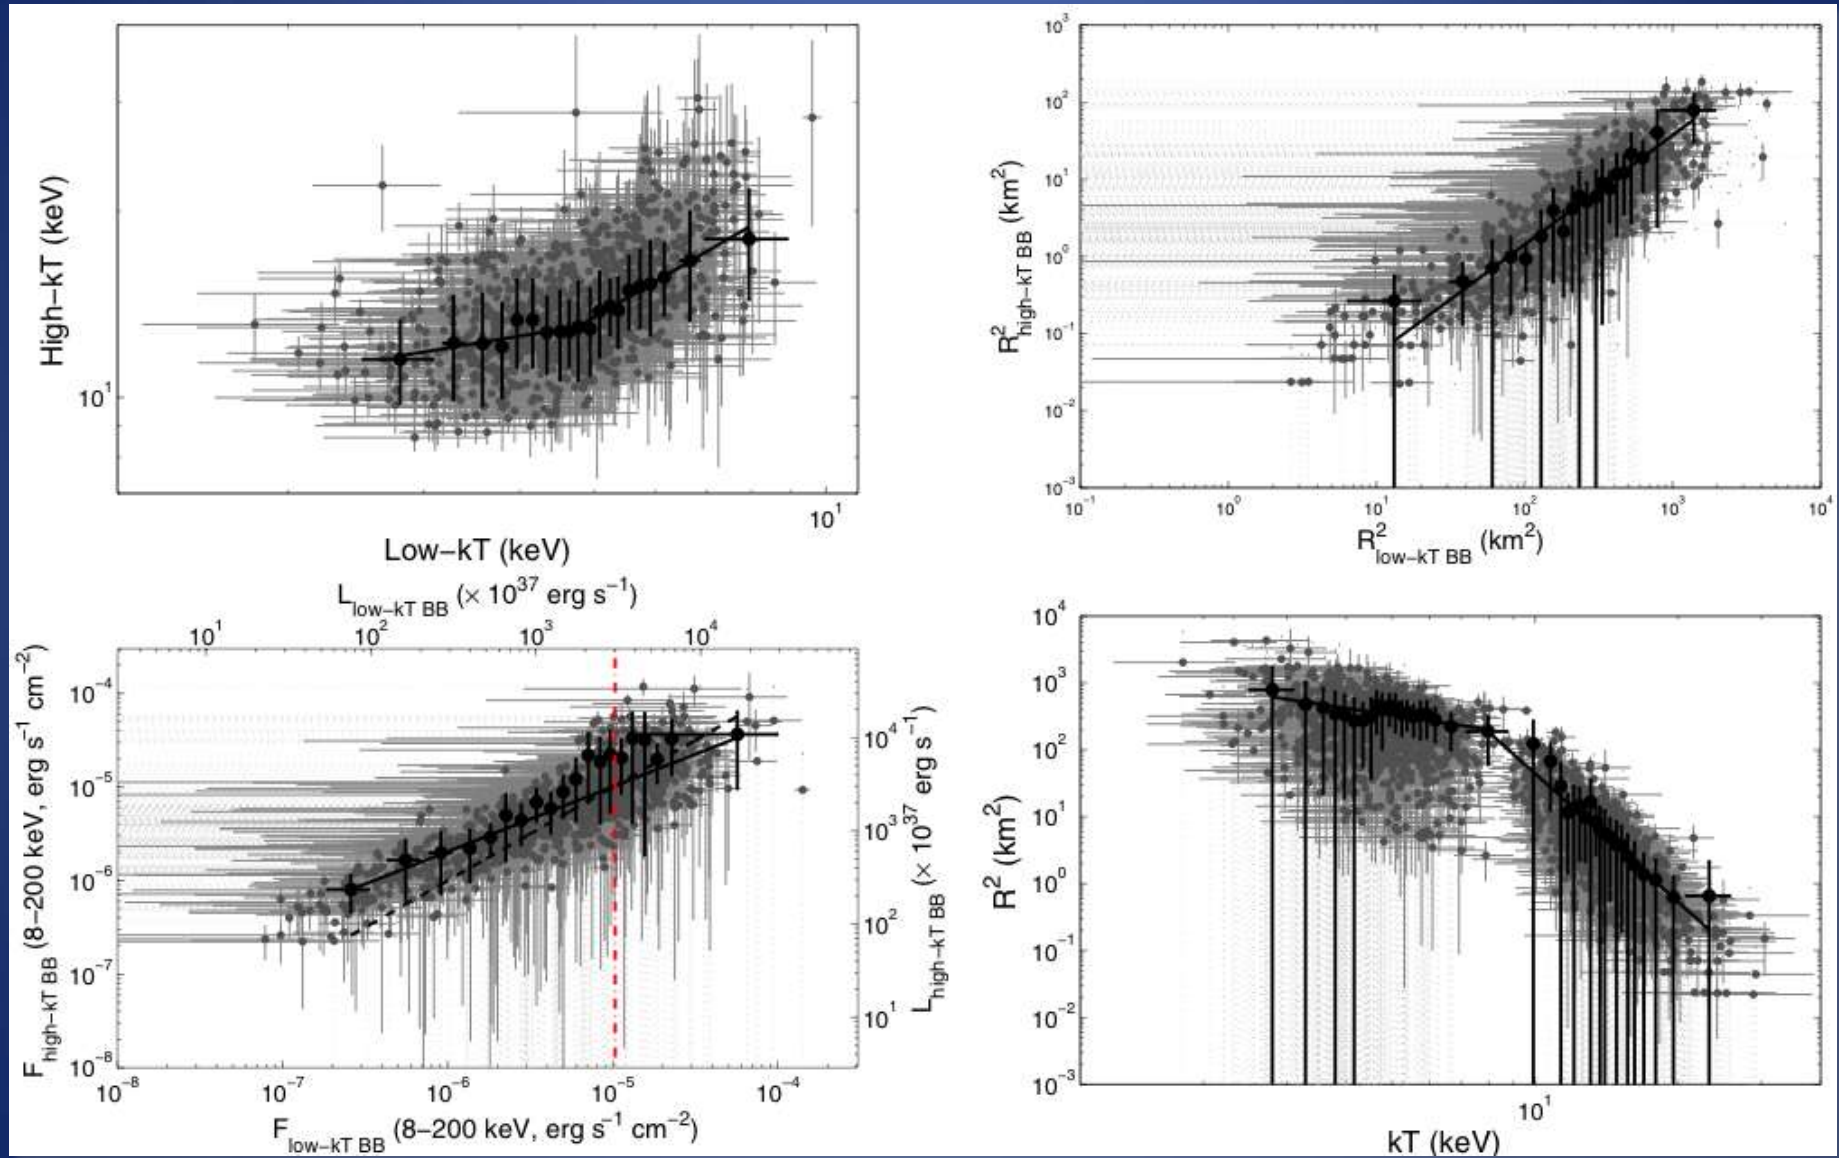 High−kT (keV)
10¹
10¹
Low−kT (keV)
R²high−kT BB (km²)
10³
10²
10¹
10⁰
10⁻¹
10⁻²
10⁻³
10⁻¹ 10⁰ 10¹ 10² 10³ 10⁴
R²low−kT BB (km²)
Llow−kT BB (× 10³⁷ erg s⁻¹)
10¹ 10² 10³ 10⁴
Fhigh−kT BB (8−200 keV, erg s⁻¹ cm⁻²)
10⁻⁴
10⁻⁵
10⁻⁶
10⁻⁷
10⁻⁸
10⁴
10³
10²
10¹
Lhigh−kT BB (× 10³⁷ erg s⁻¹)
10⁻⁸ 10⁻⁷ 10⁻⁶ 10⁻⁵ 10⁻⁴
Flow−kT BB (8−200 keV, erg s⁻¹ cm⁻²)
R² (km²)
10⁴
10³
10²
10¹
10⁰
10⁻¹
10⁻²
10⁻³
10¹
kT (keV)